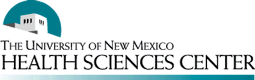 THE UNIVERSITY OF NEW MEXICO
HEALTH SCIENCES CENTER